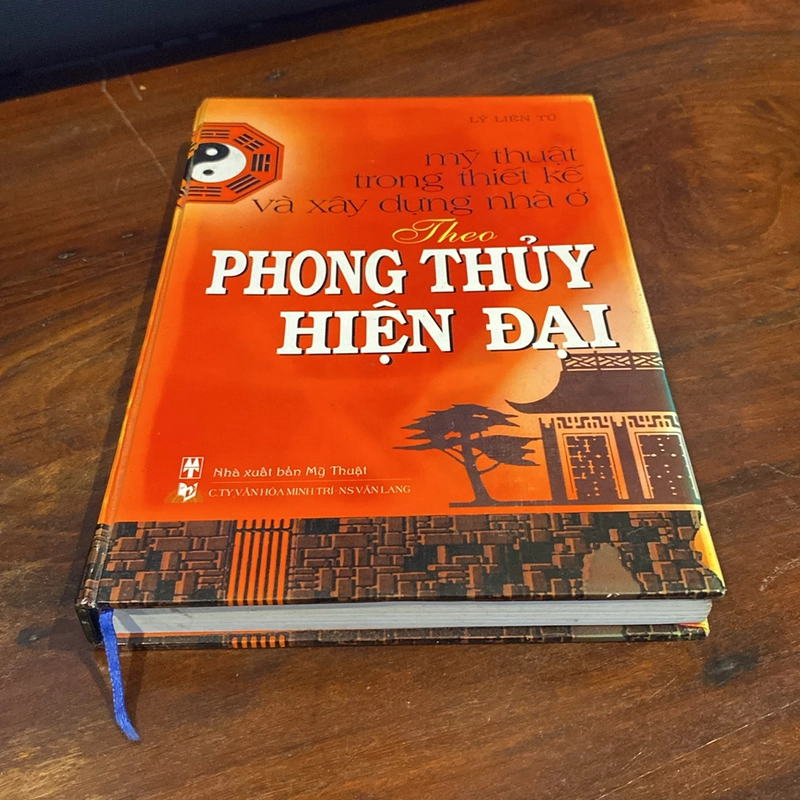 LÝ LIÊN TÚ
mỹ thuật
trong thiết kế
và xây dựng nhà ở
Theo
PHONG THỦY
HIỆN ĐẠI
Nhà xuất bản Mỹ Thuật
C.TY VĂN HÓA MINH TRÍ - NS VĂN LANG